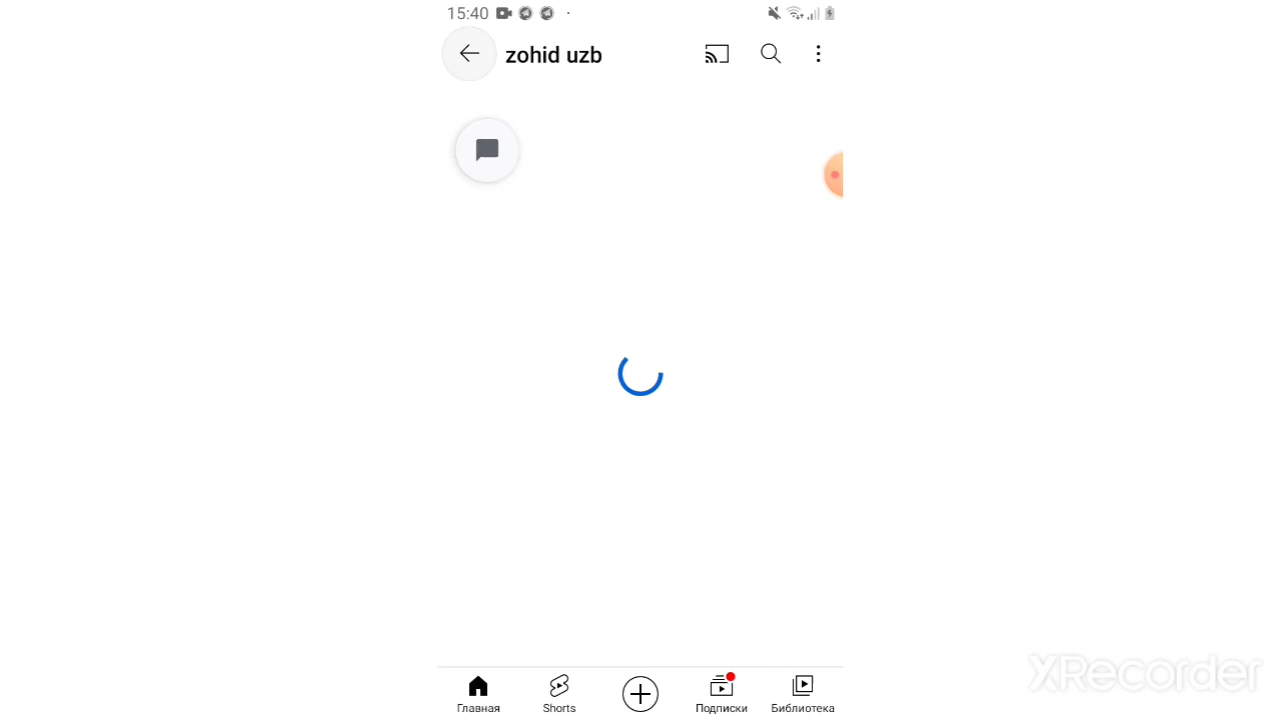 15:40
zohid uzb
Главная
Shorts
Подписки
Библиотека
XRecorder